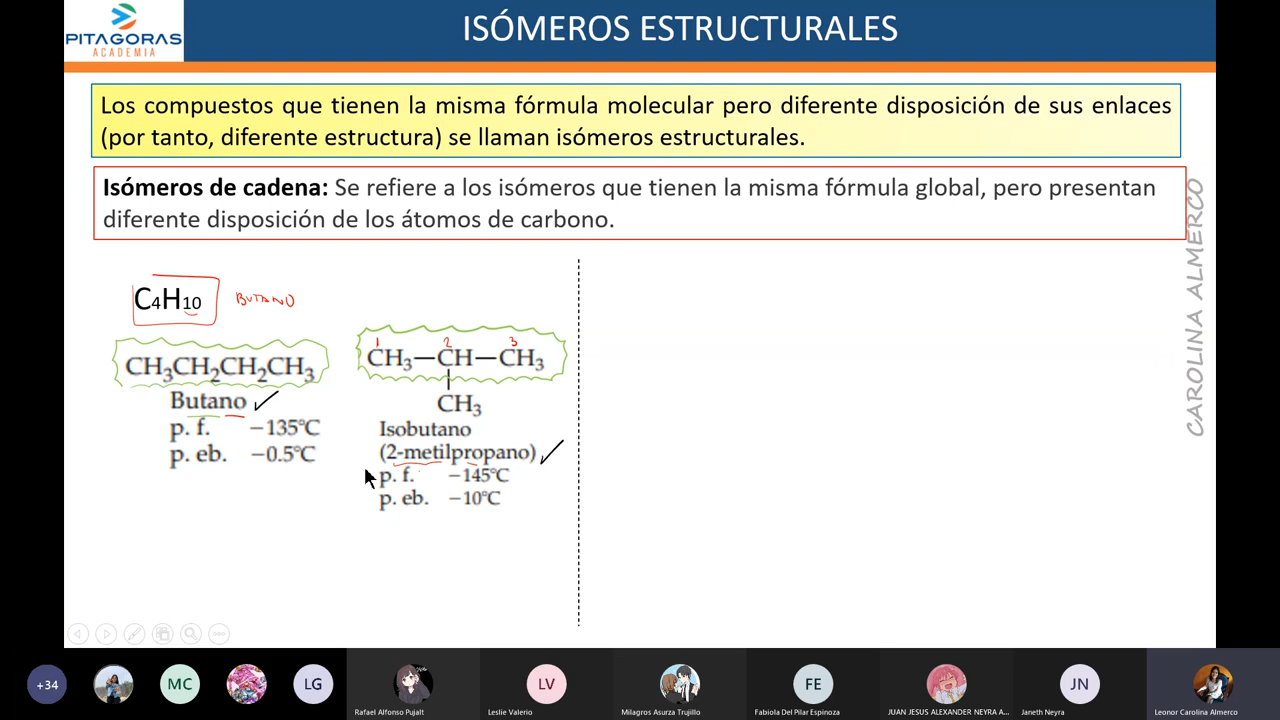 PITAGORAS
ACADEMIA
ISÓMEROS ESTRUCTURALES
Los compuestos que tienen la misma fórmula molecular pero diferente disposición de sus enlaces
(por tanto, diferente estructura) se llaman isómeros estructurales.
Isómeros de cadena: Se refiere a los isómeros que tienen la misma fórmula global, pero presentan
diferente disposición de los átomos de carbono.
CAROLINA ALMERCO
C4H10 BUTANO
CH₃CH₂CH₂CH₃
Butano
p. f. −135°C
p. eb. −0.5°C
1 2 3
CH₃—CH—CH₃
CH₃
Isobutano
(2-metilpropano)
p. f. −145°C
p. eb. −10°C
+34
MC
LG
LV
FE
JN
Rafael Alfonso Pujalt
Leslie Valerio
Milagros Asurza Trujillo
Fabiola Del Pilar Espinoza
JUAN JESUS ALEXANDER NEYRA A...
Janeth Neyra
Leonor Carolina Almerco